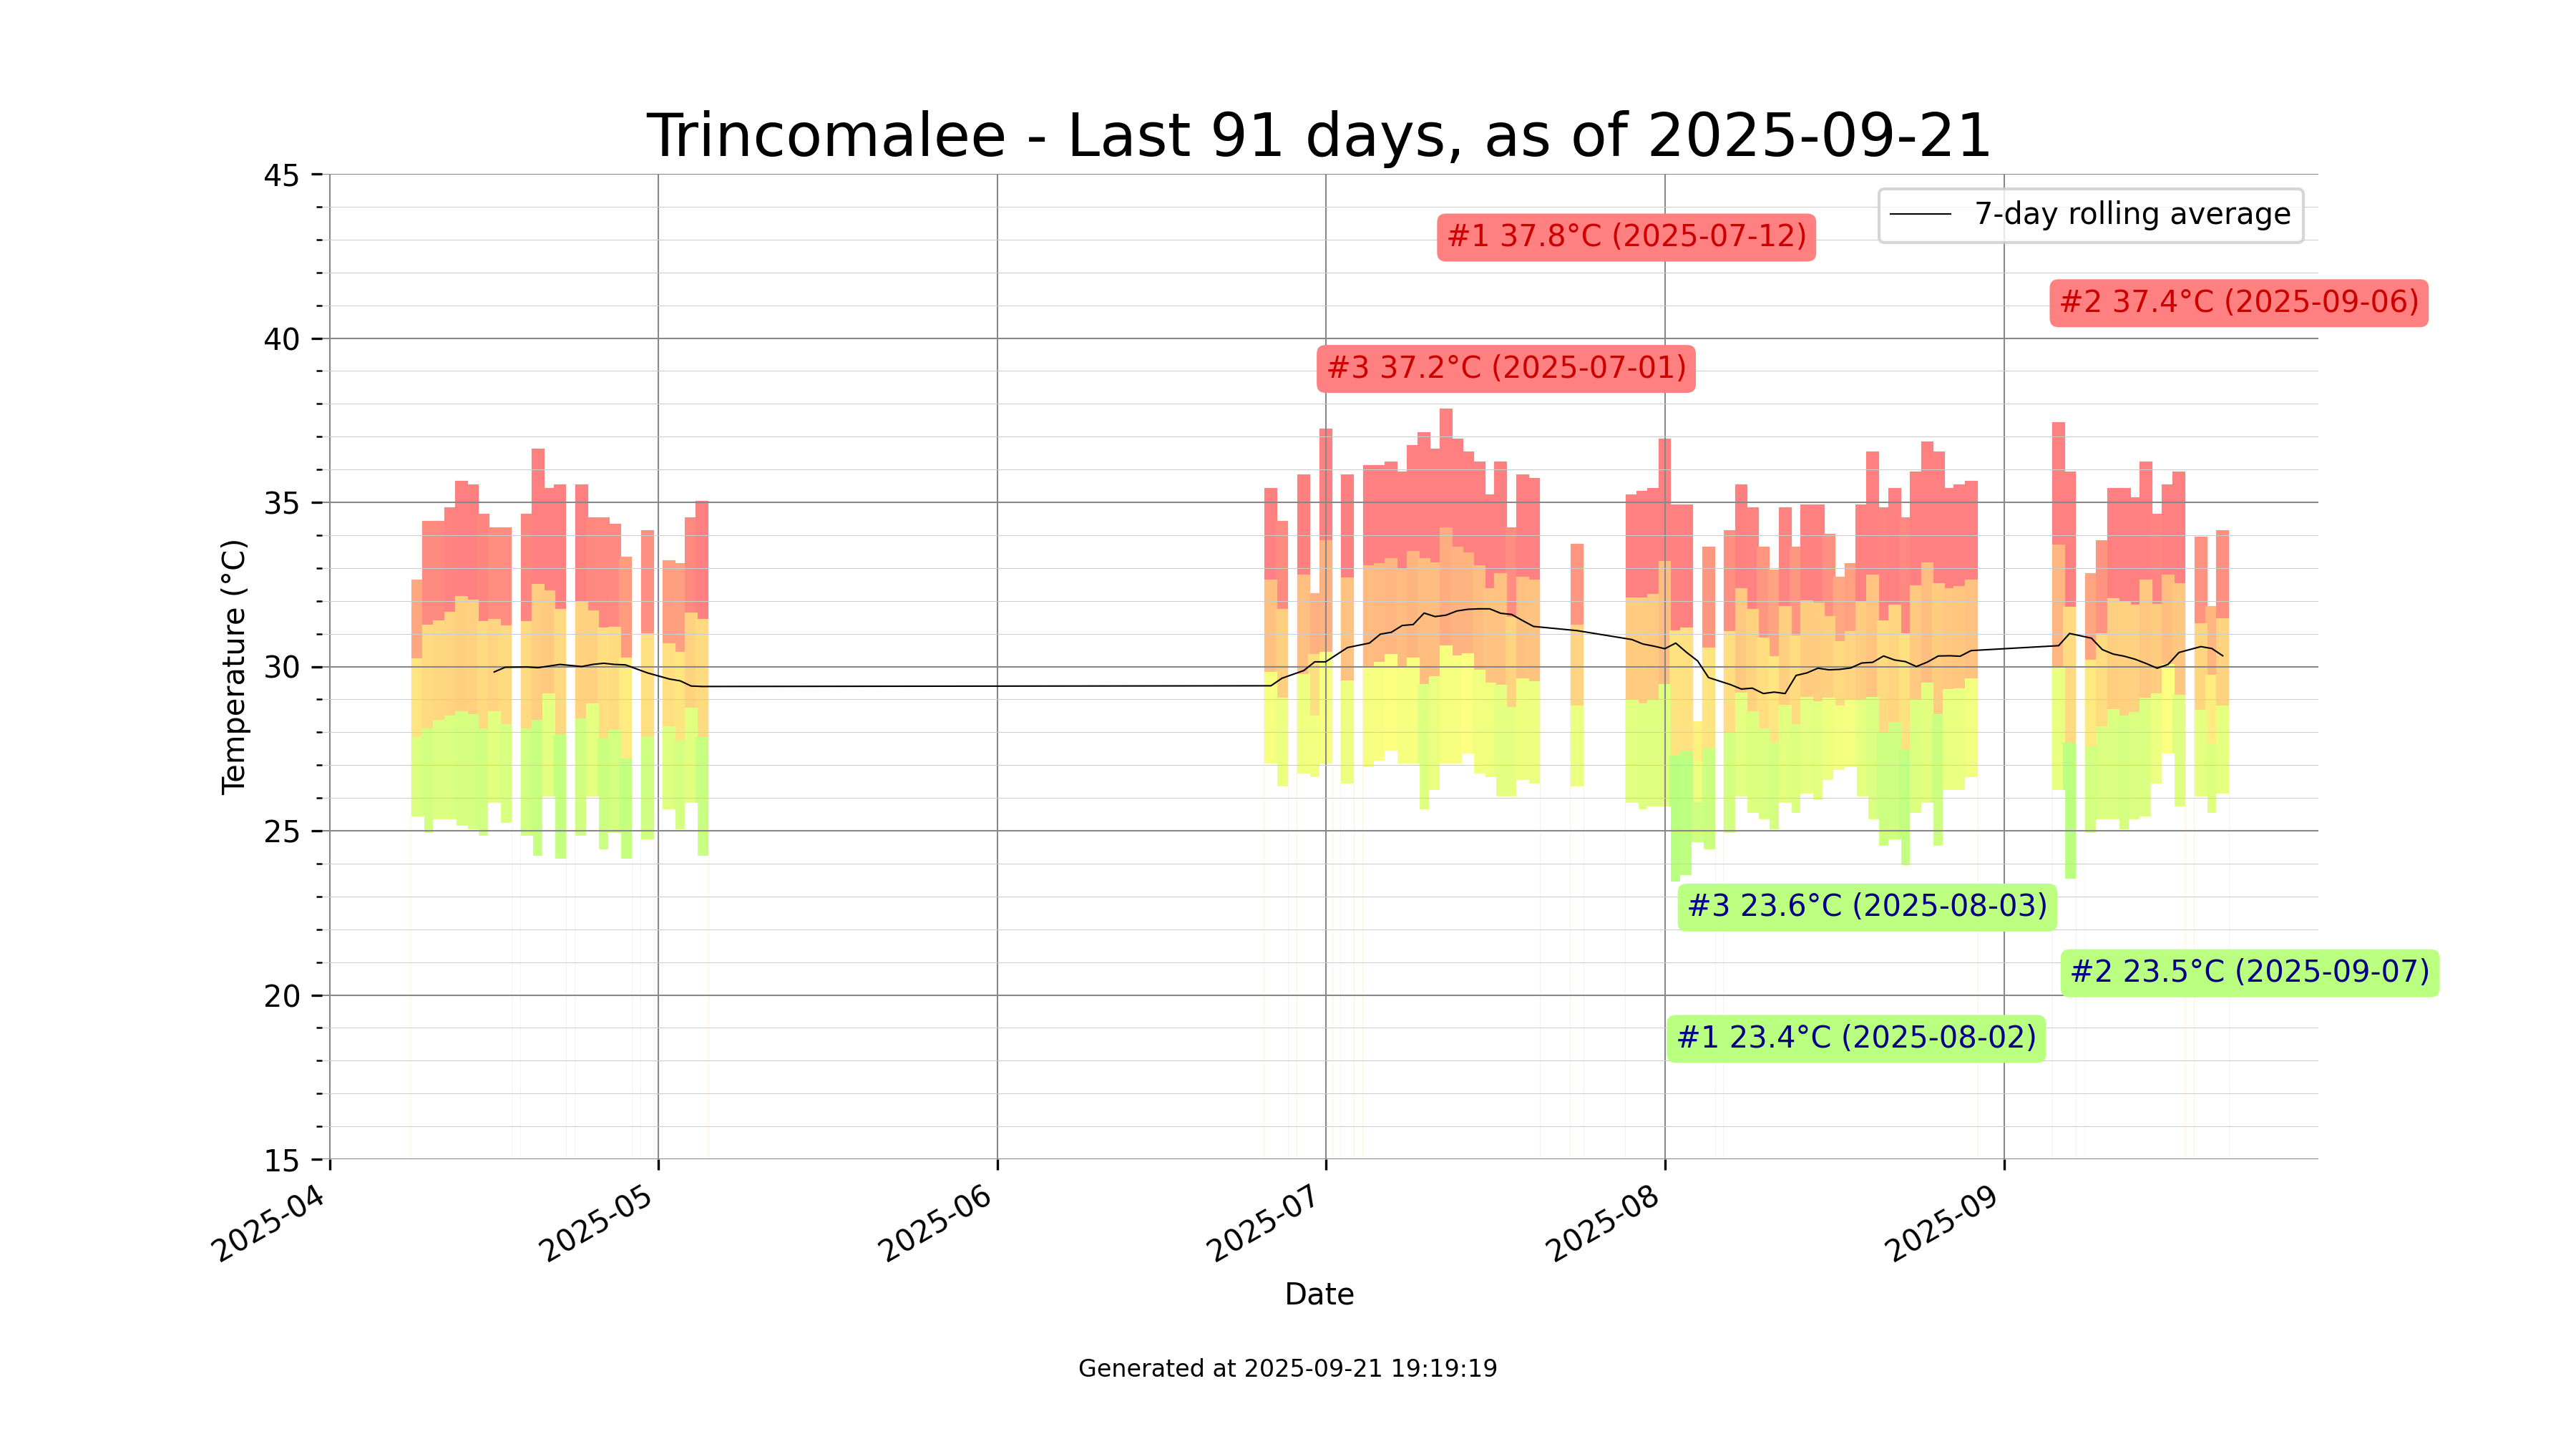 Trincomalee - Last 91 days, as of 2025-09-21
7-day rolling average
#1 37.8°C (2025-07-12)
#2 37.4°C (2025-09-06)
#3 37.2°C (2025-07-01)
#3 23.6°C (2025-08-03)
#2 23.5°C (2025-09-07)
#1 23.4°C (2025-08-02)
Temperature (°C)
45
40
35
30
25
20
15
2025-04
2025-05
2025-06
2025-07
2025-08
2025-09
Date
Generated at 2025-09-21 19:19:19